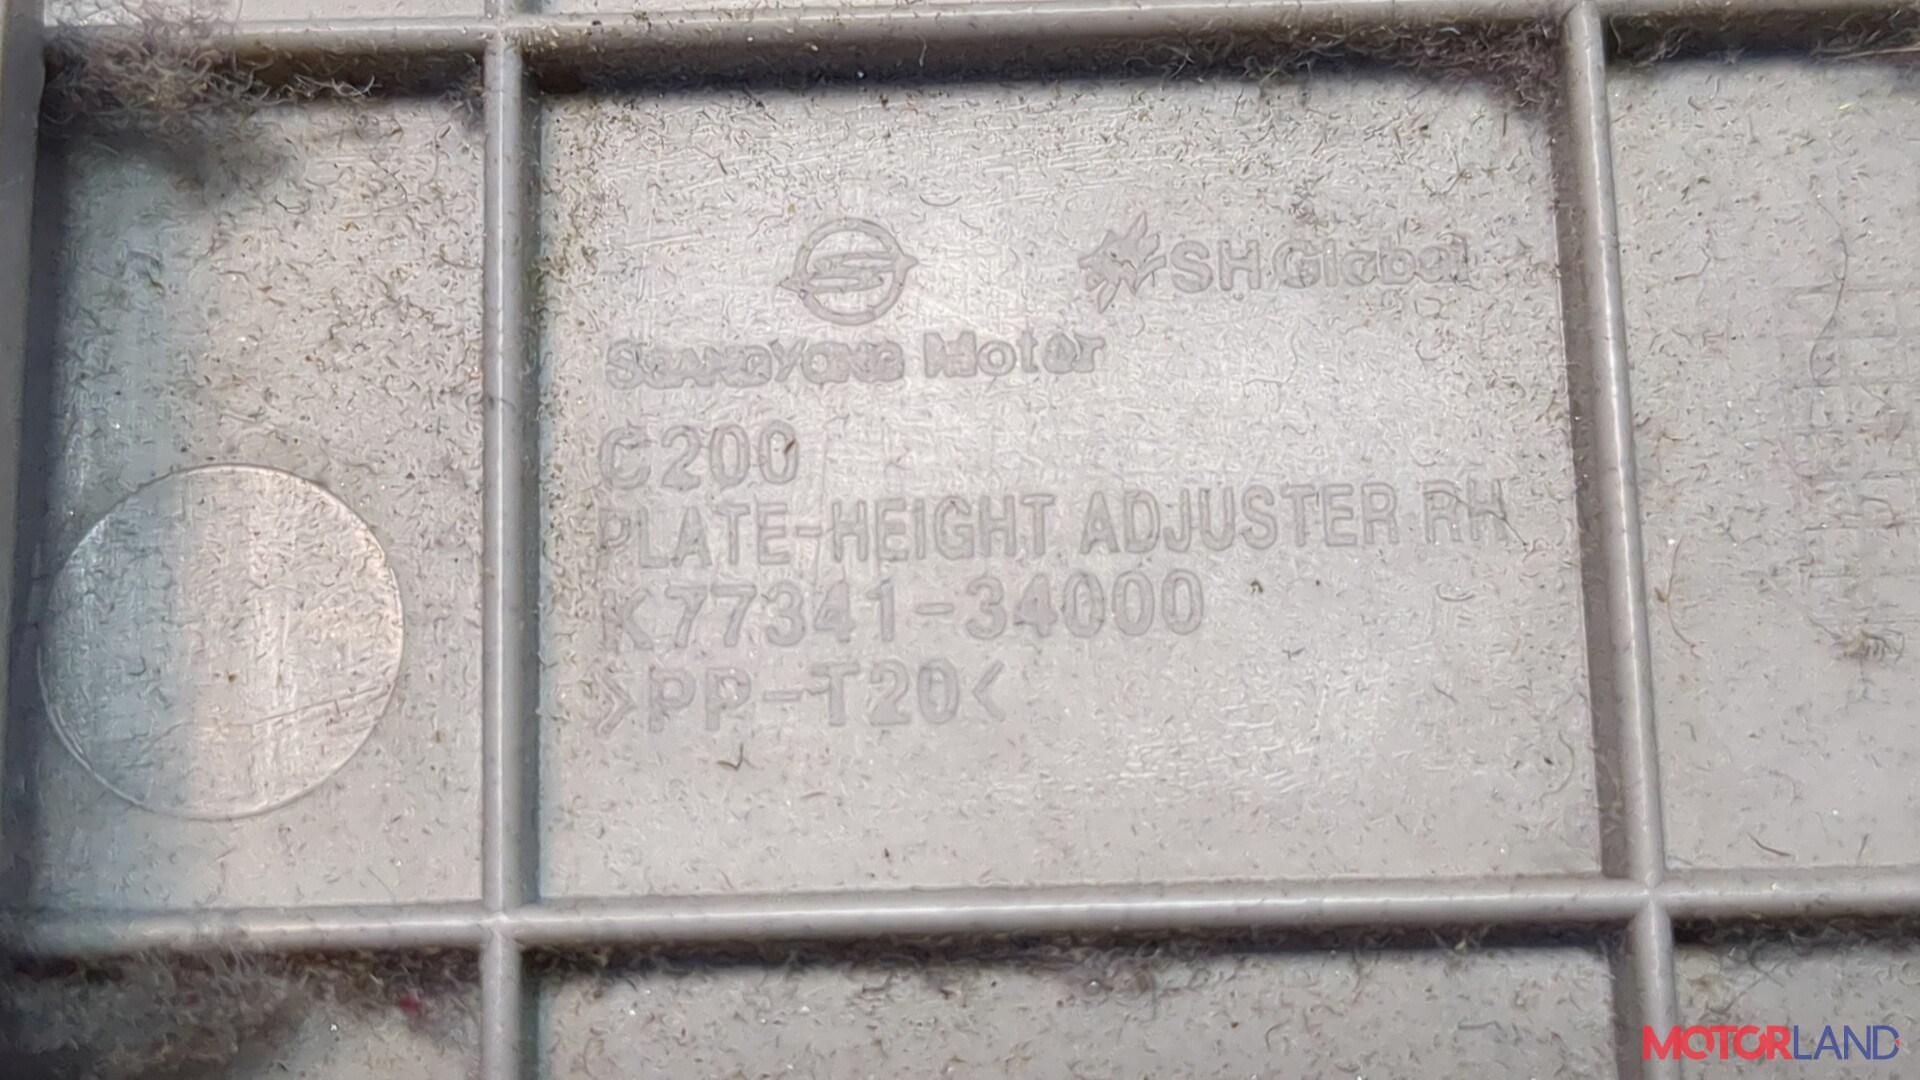 SH Global
SSANGYONG Motor
C200
PLATE-HEIGHT ADJUSTER RH
K77341-34000
>PP-T20<
MOTORLAND